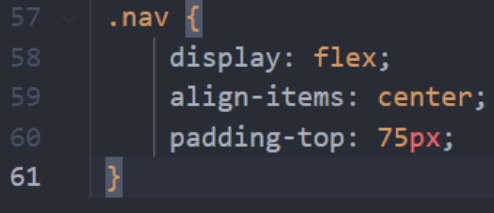 57 .nav {
58 display: flex;
59 align-items: center;
60 padding-top: 75px;
61 }